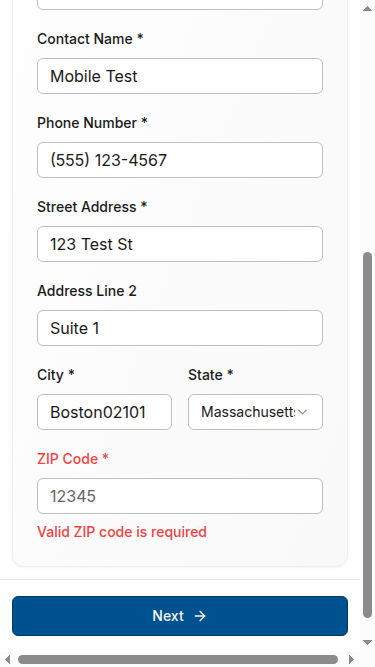 Contact Name *
Mobile Test
Phone Number *
(555) 123-4567
Street Address *
123 Test St
Address Line 2
Suite 1
City * State *
Boston02101 Massachusetts
ZIP Code *
12345
Valid ZIP code is required
Next →